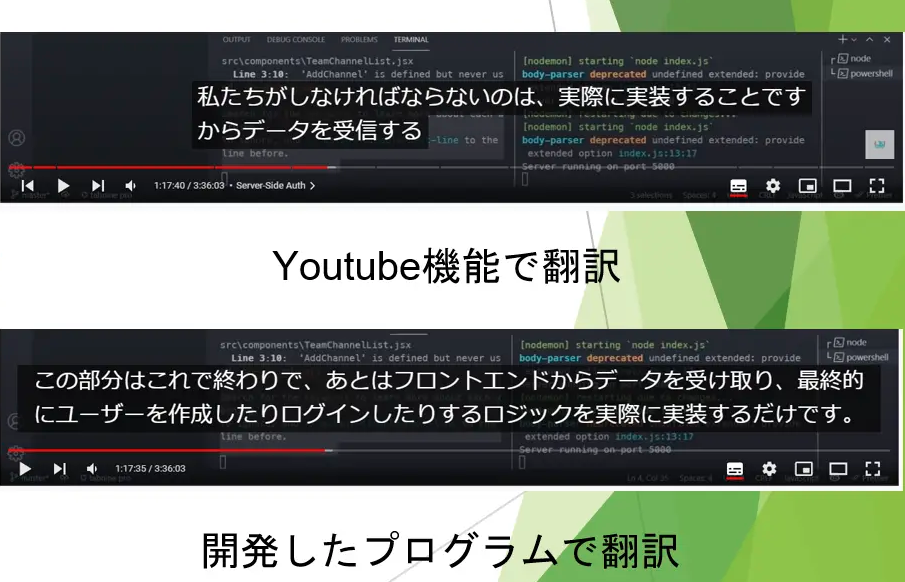 OUTPUT DEBUG CONSOLE PROBLEMS TERMINAL
src\components\TeamChannelList.jsx
Line 3:10: 'AddChannel' is defined but never us
[nodemon] starting `node index.js`
body-parser deprecated undefined extended: provide
node
powershell
私たちがしなければならないのは、実際に実装することです
からデータを受信する
[nodemon] starting `node index.js`
-line to the
body-parser deprecated undefined extended: provide
line before.
extended option index.js:13:17
Server running on port 5000
1:17:40 / 3:36:03 • Server-Side Auth
Youtube機能で翻訳
src\components\TeamChannelList.jsx
Line 3:10: 'AddChannel' is defined but never us
[nodemon] starting `node index.js`
body-parser deprecated undefined extended: provide
node
powershell
この部分はこれで終わりで、あとはフロントエンドからデータを受け取り、最終的
にユーザーを作成したりログインしたりするロジックを実際に実装するだけです。
line before.
extended option index.js:13:17
Server running on port 5000
1:17:35 / 3:36:03
開発したプログラムで翻訳